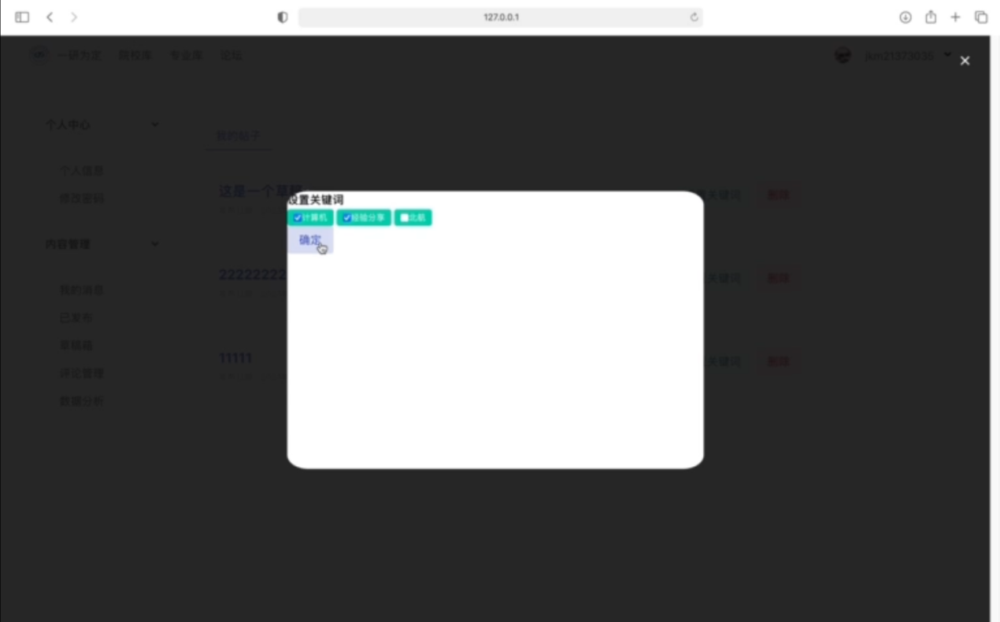 127.0.0.1
一研为定 院校库 专业库 论坛
jkm21373035
个人中心
我的帖子
个人信息
这是一个草稿
关键词 删除
修改密码
设置关键词
计算机 经验分享 北航
确定
内容管理
22222222
关键词 删除
我的消息
已发布
草稿箱
11111
关键词 删除
评论管理
数据分析